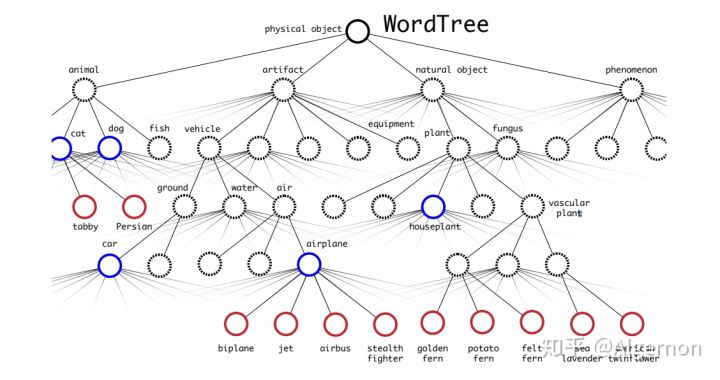 physical object
WordTree
animal
artifact
natural object
phenomenon
cat
dog
fish
vehicle
equipment
plant
fungus
ground
water
air
vascular
plant
tabby
Persian
houseplant
car
airplane
biplane
jet
airbus
stealth
fighter
golden
fern
potato
fern
felt
fern
sea
lavender
twinflower
知乎 @Algernon